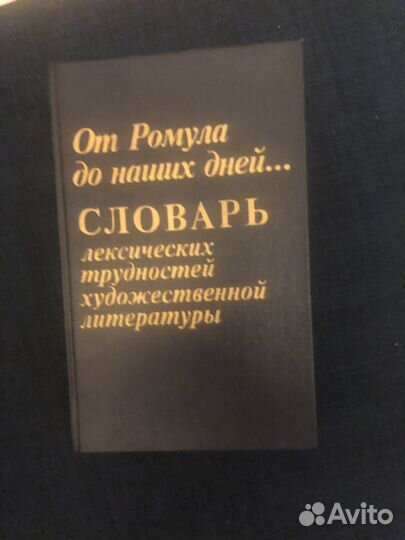 От Ромула
до наших дней...
СЛОВАРЬ
лексических
трудностей
художественной
литературы
Avito